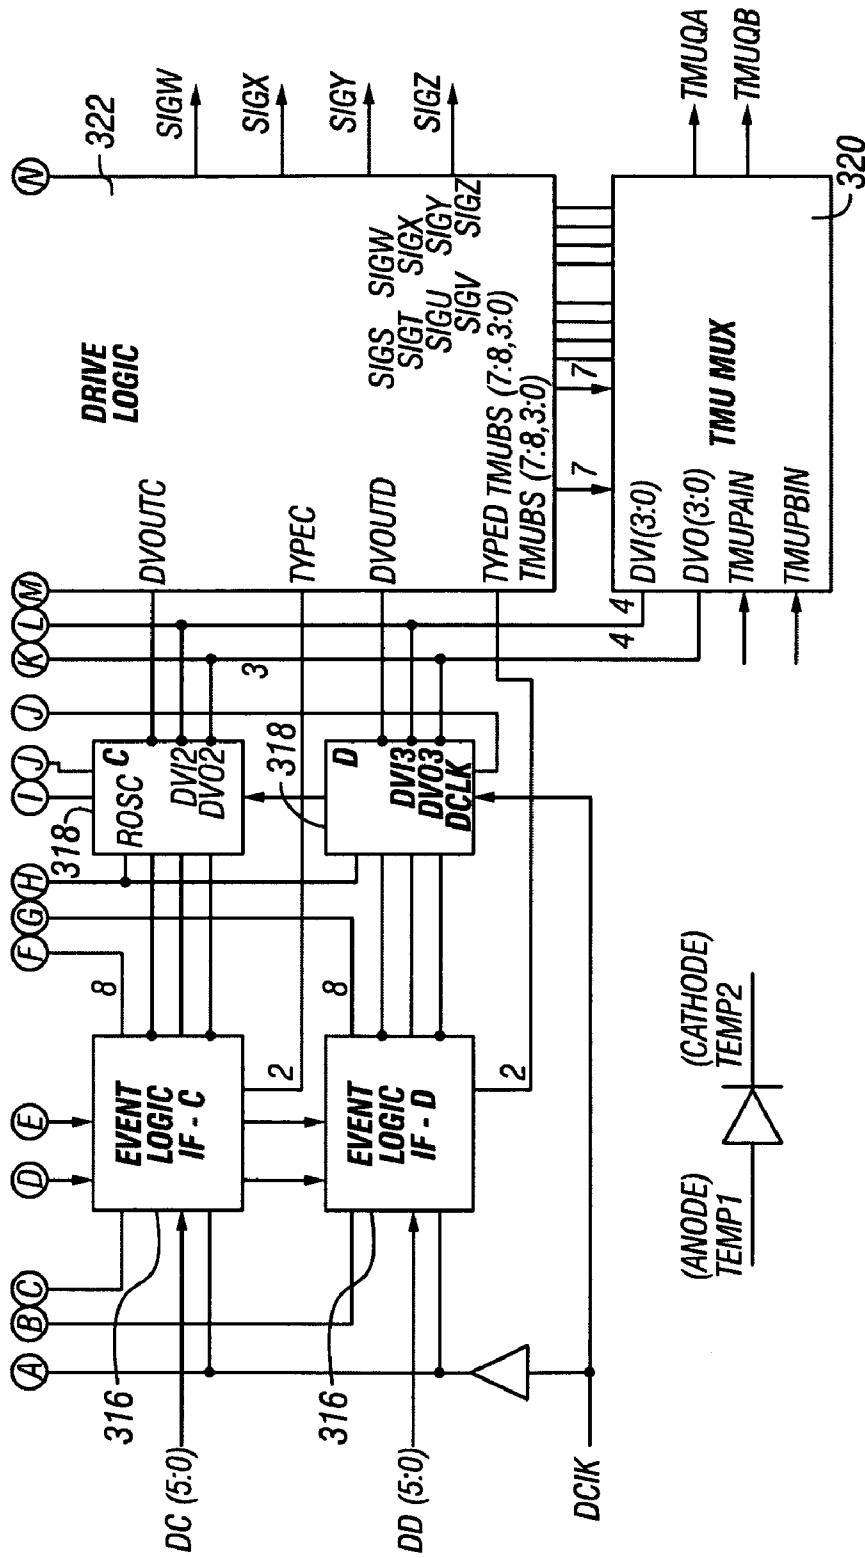 A
B
C
D
E
F
G
H
I
J
J
K
L
M
N
316
DC (5:0)
EVENT
LOGIC
IF - C
8
2
318
ROSC C
DVI2
DVO2
3
DVOUTC
TYPEC
DRIVE
LOGIC
322
SIGW
SIGX
SIGY
SIGZ
316
DD (5:0)
EVENT
LOGIC
IF - D
8
2
318
D
DVI3
DVO3
DCLK
DVOUTD
SIGS SIGW
SIGT SIGX
SIGU SIGY
SIGV SIGZ
TYPED TMUBS (7:8,3:0)
TMUBS (7:8,3:0)
7
7
DCIK
4
4
DVI(3:0)
DVO(3:0)
TMUPAIN
TMUPBIN
TMU MUX
TMUQA
TMUQB
320
(ANODE)
TEMP1
(CATHODE)
TEMP2